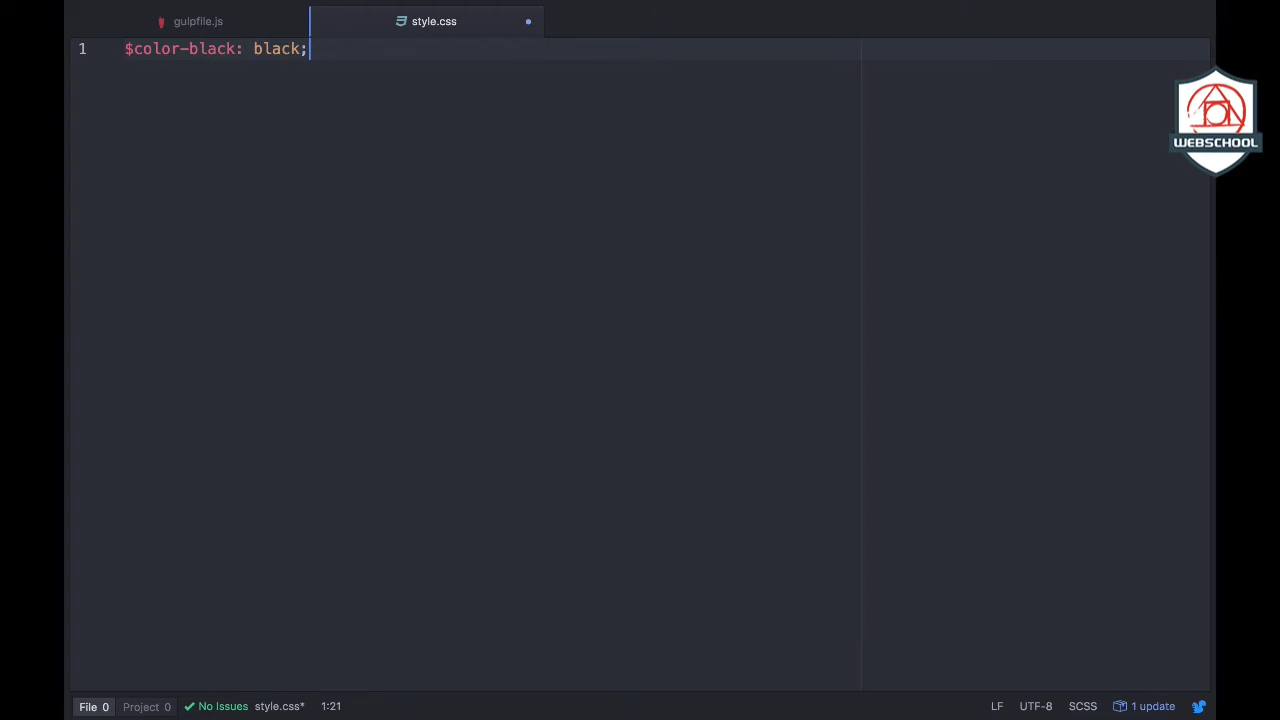 gulpfile.js
style.css
1 $color-black: black;
WEBSCHOOL
File 0 Project 0 No Issues style.css* 1:21 LF UTF-8 SCSS 1 update